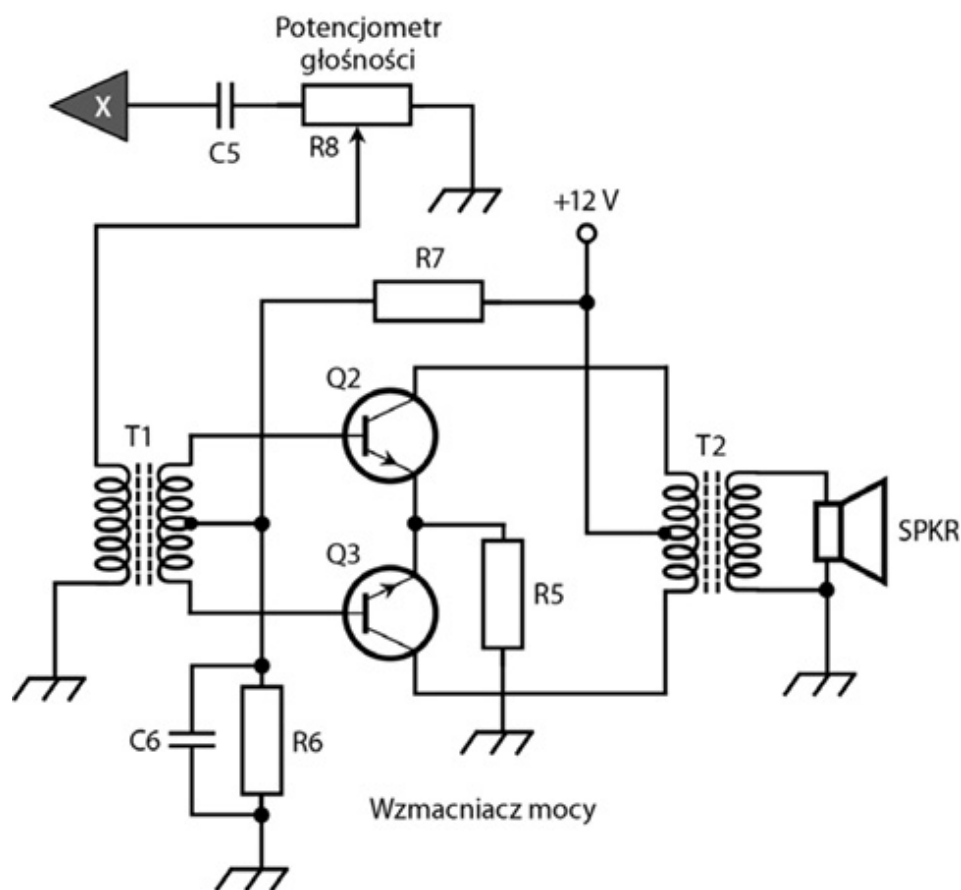 Potencjometr
głośności
X
C5
R8
+12 V
R7
Q2
T1
T2
SPKR
Q3
R5
C6
R6
Wzmacniacz mocy